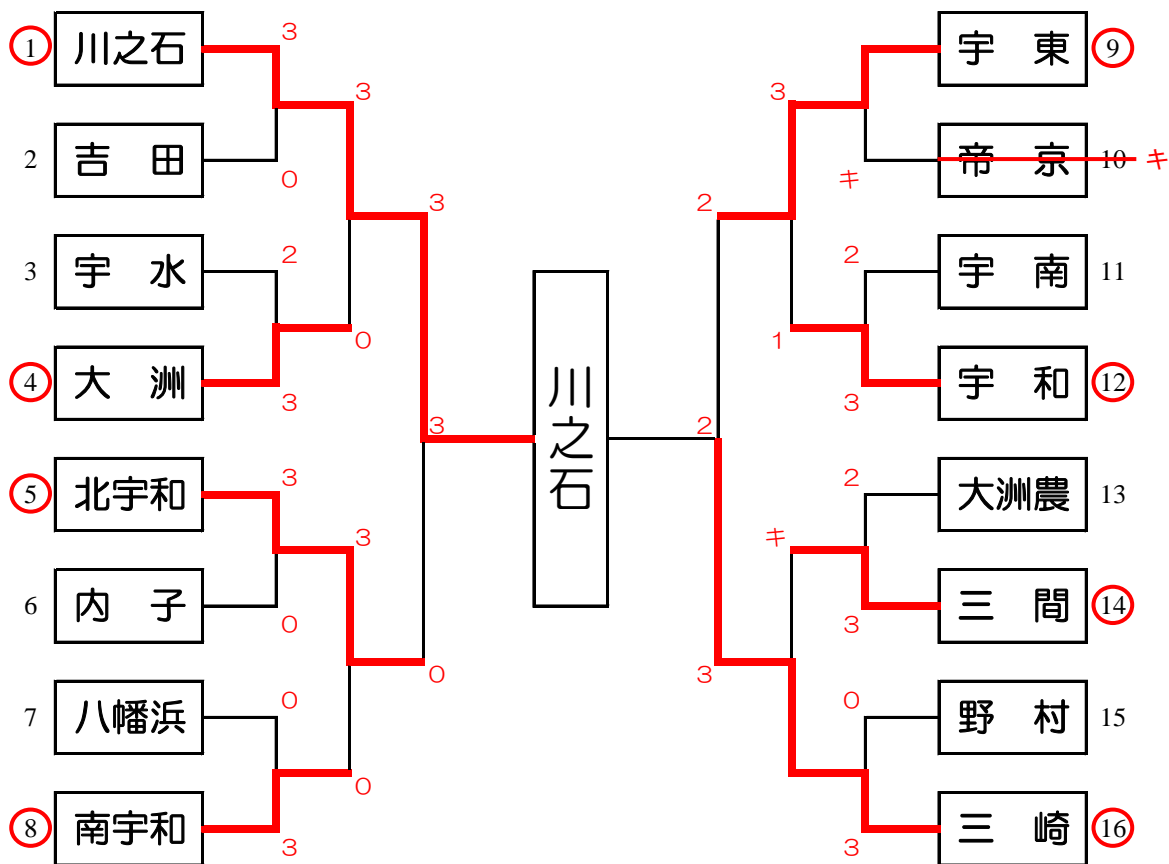 3
1 川之石
3
2 吉 田
0
3
3 宇 水
2
0
4 大 洲
3
3
5 北宇和
3
3
6 内 子
0
0
7 八幡浜
0
0
8 南宇和
3
川之石
宇 東 9
3
帝 京 10 キ
キ
2
宇 南 11
2
1
宇 和 12
3
2
大洲農 13
2
キ
三 間 14
3
3
野 村 15
0
三 崎 16
3